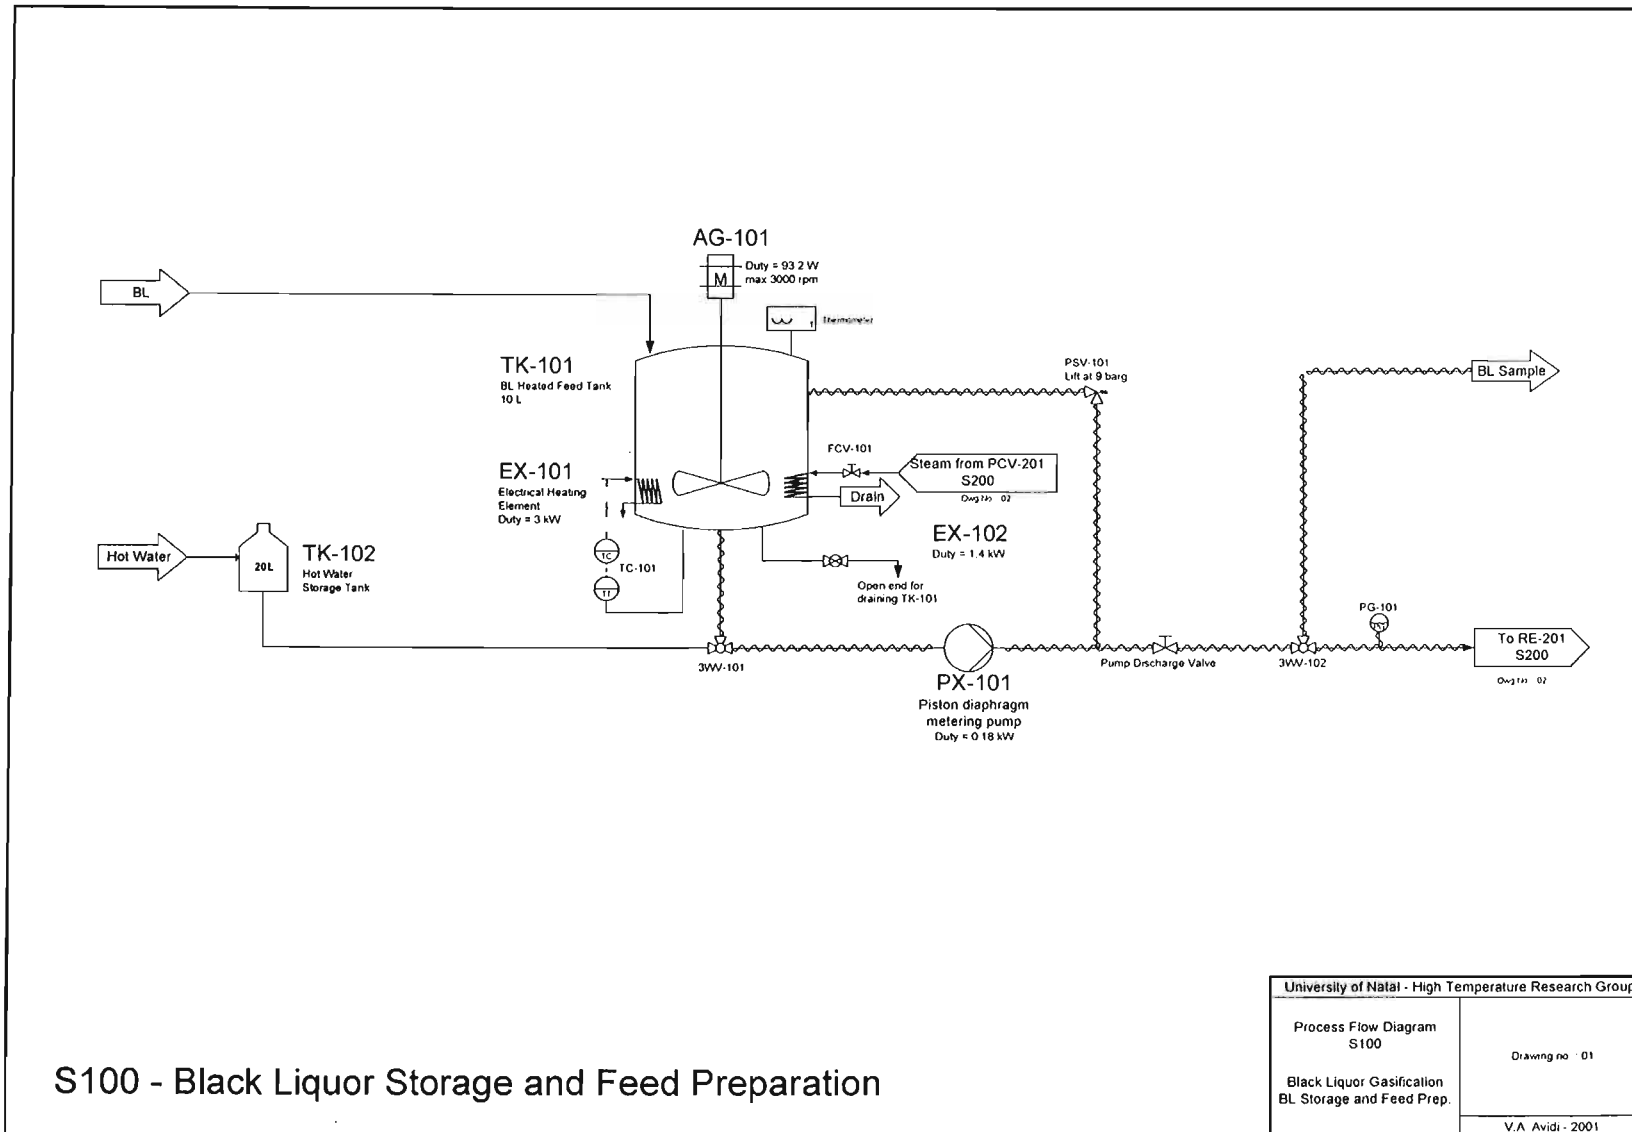 AG-101
Duty = 93.2 W
max 3000 rpm
M
BL
Thermometer
TK-101
BL Heated Feed Tank
10 L
PSV-101
Lift at 9 barg
BL Sample
FCV-101
Steam from PCV-201
S200
Dwg No 02
Drain
EX-101
Electrical Heating
Element
Duty = 3 kW
EX-102
Duty = 1.4 kW
Hot Water
20L
TK-102
Hot Water
Storage Tank
TC
TC-101
TT
Open end for
draining TK-101
PG-101
To RE-201
S200
Dwg No 02
3WV-101
Pump Discharge Valve
3WV-102
PX-101
Piston diaphragm
metering pump
Duty = 0.18 kW
University of Natal - High Temperature Research Group
Process Flow Diagram
S100
Drawing no : 01
Black Liquor Gasification
BL Storage and Feed Prep.
V.A. Avidi - 2001
S100 - Black Liquor Storage and Feed Preparation